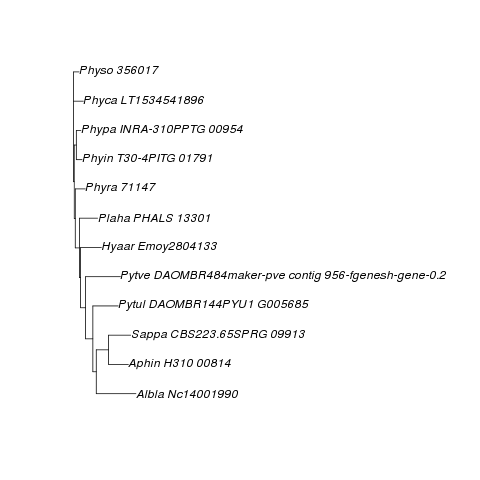 Physo 356017
Phyca LT1534541896
Phypa INRA-310PPTG 00954
Phyin T30-4PITG 01791
Phyra 71147
Plaha PHALS 13301
Hyaar Emoy2804133
Pytve DAOMBR484maker-pve contig 956-fgenesh-gene-0.2
Pytul DAOMBR144PYU1 G005685
Sappa CBS223.65SPRG 09913
Aphin H310 00814
Albla Nc14001990